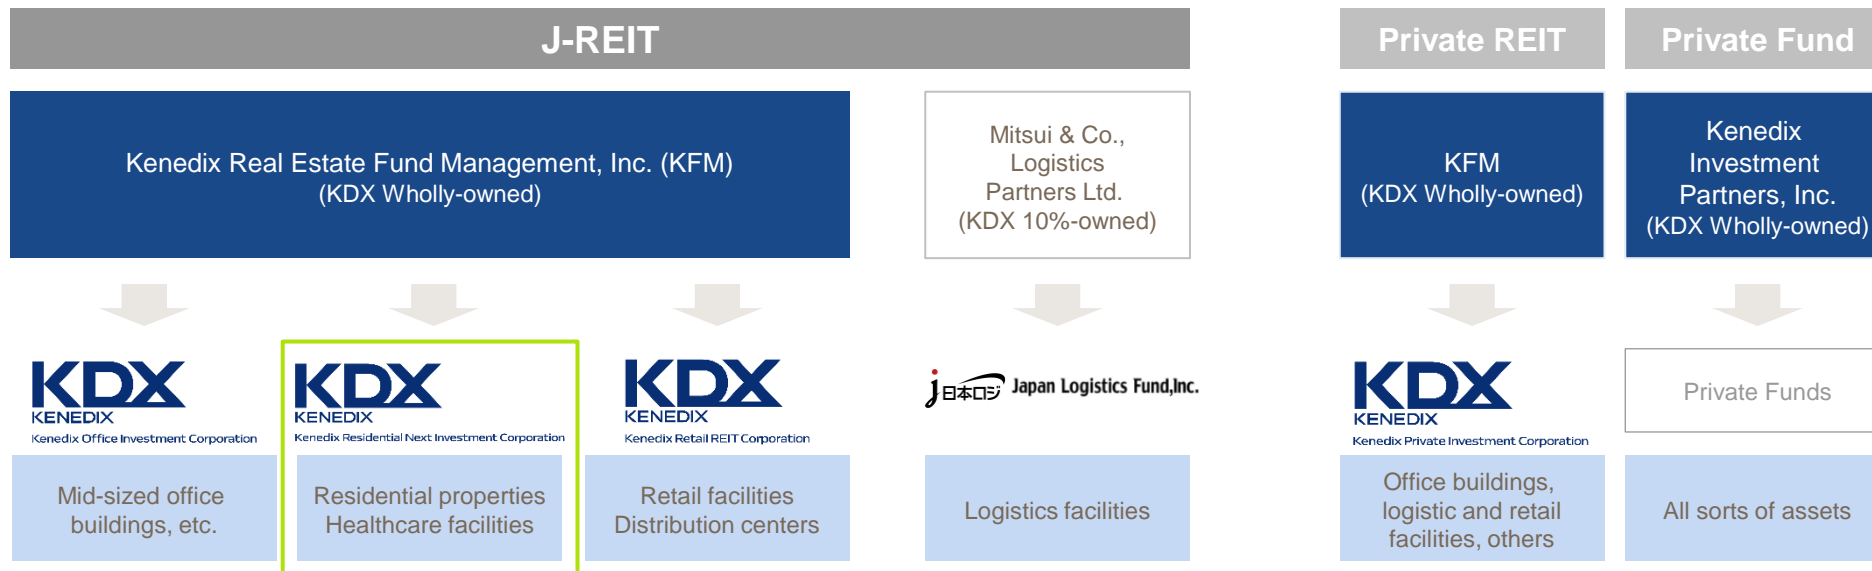 J-REIT
Private REIT
Private Fund
Kenedix Real Estate Fund Management, Inc. (KFM)
(KDX Wholly-owned)
Mitsui & Co.,
Logistics
Partners Ltd.
(KDX 10%-owned)
KFM
(KDX Wholly-owned)
Kenedix
Investment
Partners, Inc.
(KDX Wholly-owned)
KDX
KENEDIX
Kenedix Office Investment Corporation
KDX
KENEDIX
Kenedix Residential Next Investment Corporation
KDX
KENEDIX
Kenedix Retail REIT Corporation
j日本ロジ Japan Logistics Fund,Inc.
KDX
KENEDIX
Kenedix Private Investment Corporation
Private Funds
Mid-sized office
buildings, etc.
Residential properties
Healthcare facilities
Retail facilities
Distribution centers
Logistics facilities
Office buildings,
logistic and retail
facilities, others
All sorts of assets